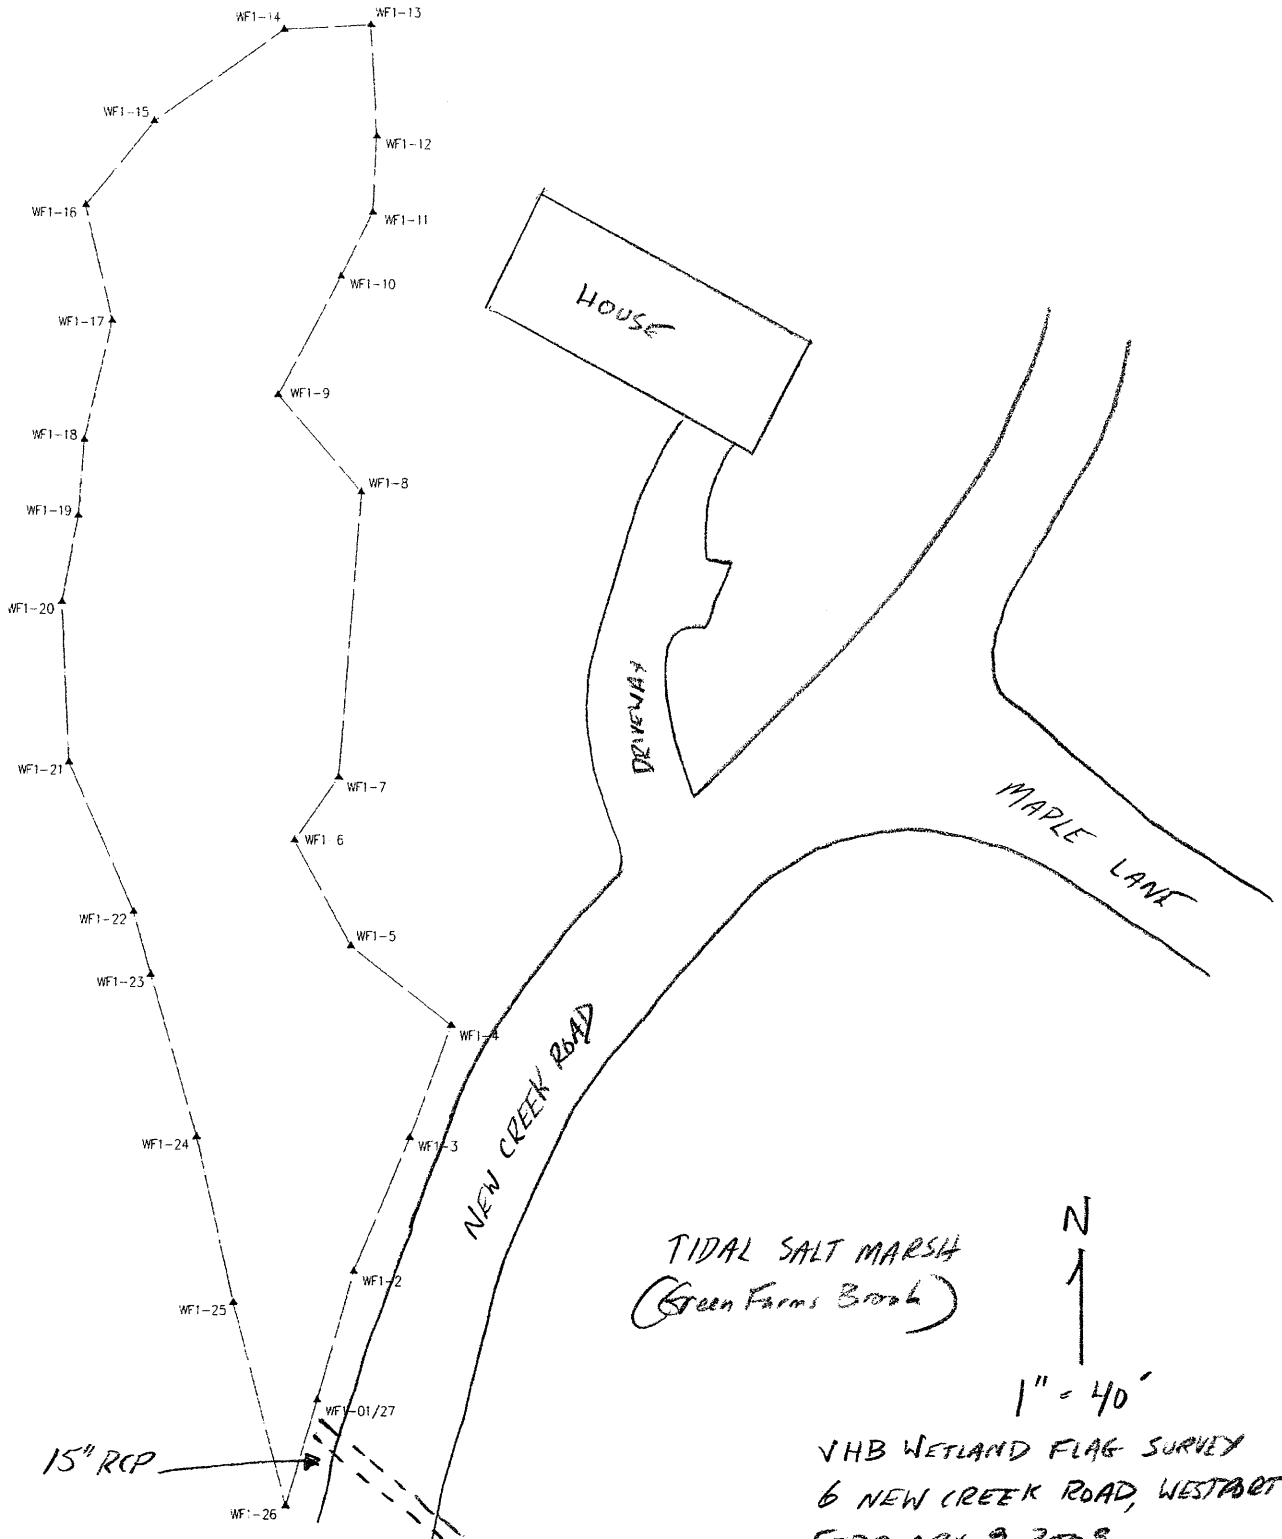 WF1-14
WF1-13
WF1-15
WF1-12
WF1-16
WF1-11
WF1-10
HOUSE
WF1-17
WF1-9
WF1-18
WF1-8
WF1-19
WF1-20
DRIVEWAY
WF1-21
WF1-7
MAPLE LANE
WF1-6
WF1-22
WF1-5
WF1-23
WF1-4
NEW CREEK ROAD
WF1-24
WF1-3
N
TIDAL SALT MARSH
(Green Farms Brook)
WF1-2
WF1-25
1" = 40'
WF1-01/27
15" RCP
VHB WETLAND FLAG SURVEY
6 NEW CREEK ROAD, WESTPORT
WF1-26